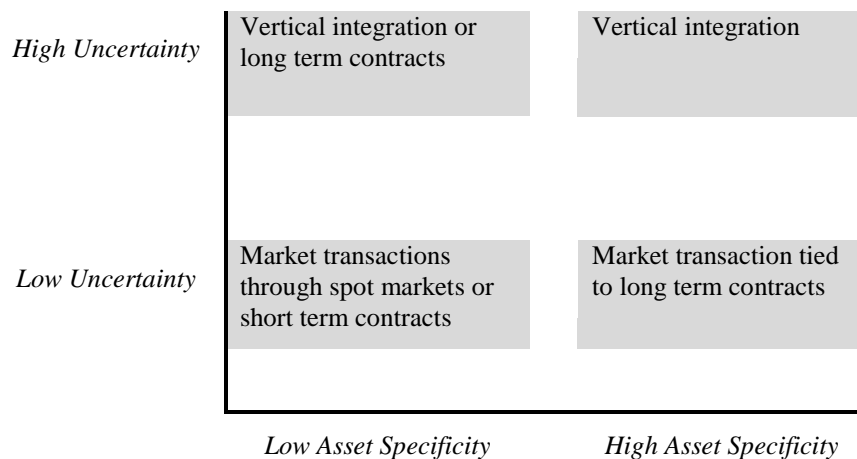 High Uncertainty
Vertical integration or
long term contracts
Vertical integration
Low Uncertainty
Market transactions
through spot markets or
short term contracts
Market transaction tied
to long term contracts
Low Asset Specificity
High Asset Specificity